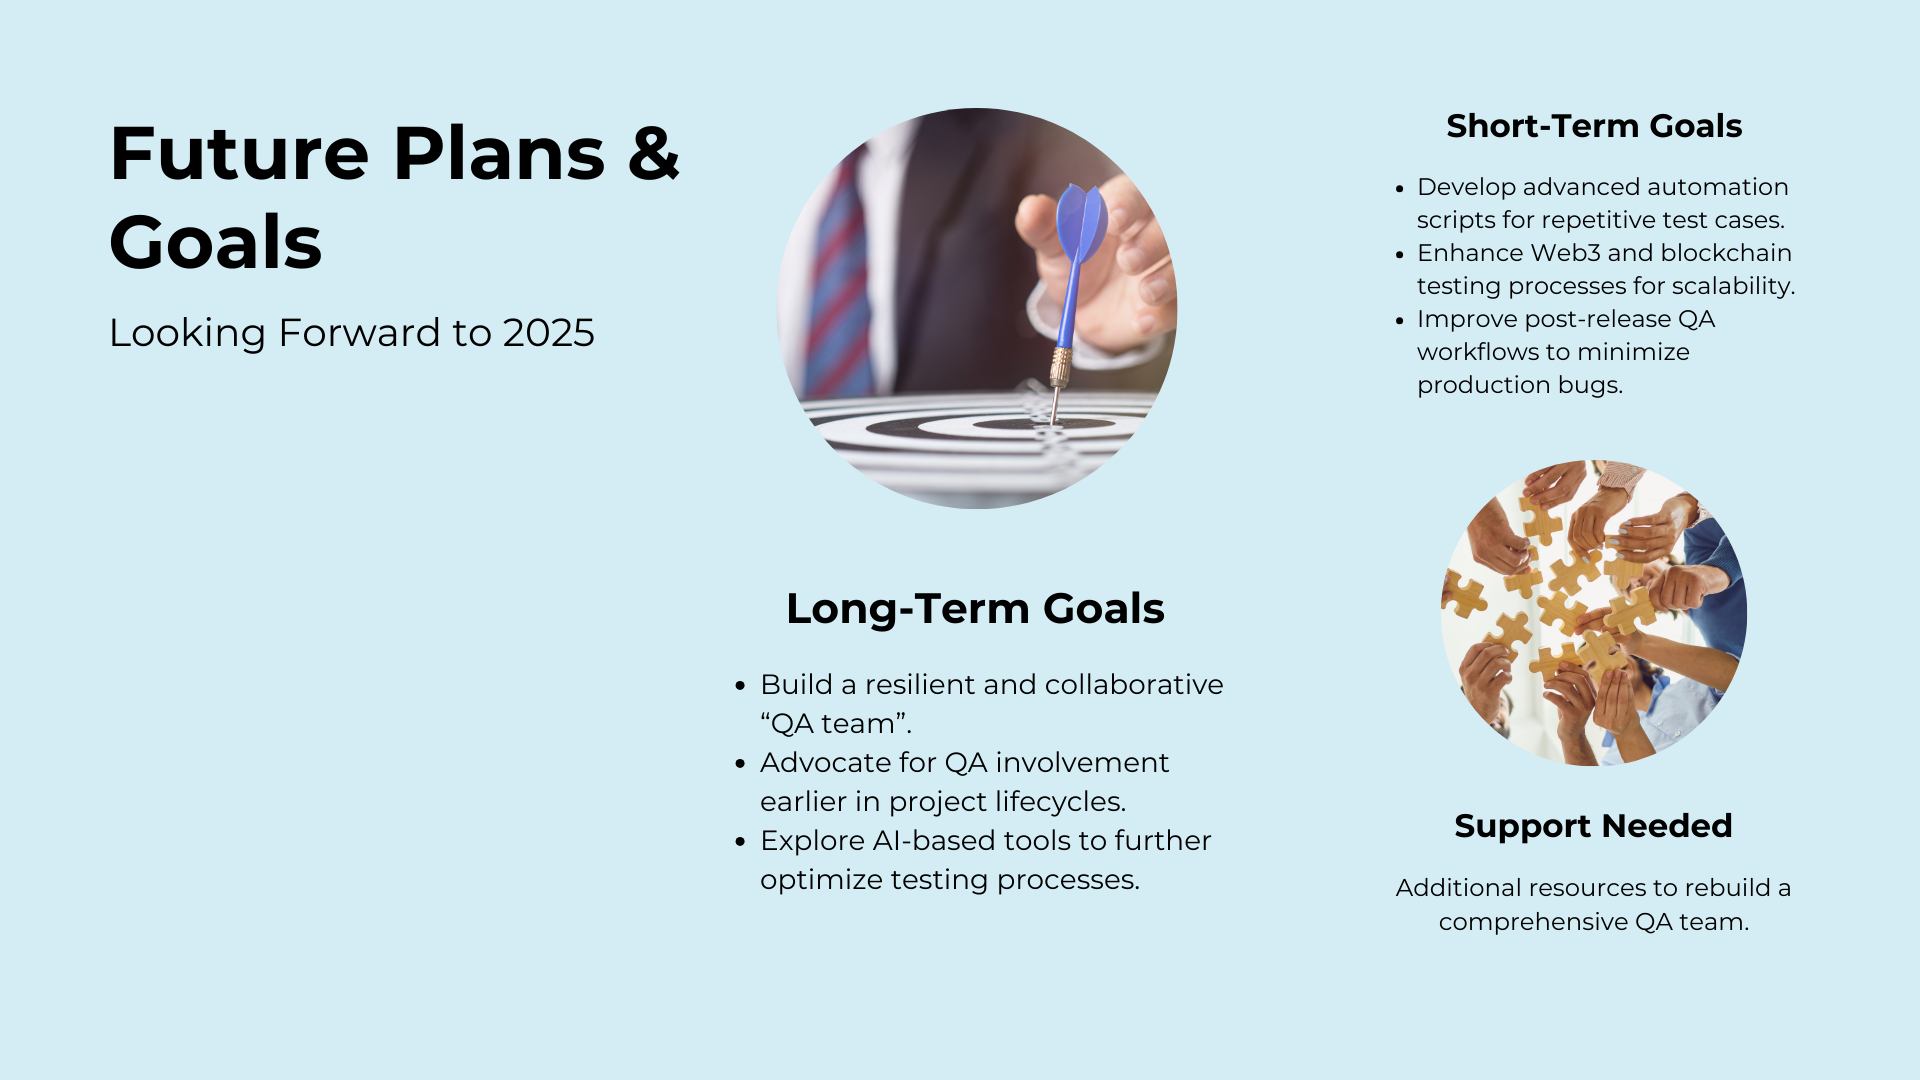 Future Plans &
Goals
Looking Forward to 2025
Long-Term Goals
• Build a resilient and collaborative
“QA team”.
• Advocate for QA involvement
earlier in project lifecycles.
• Explore AI-based tools to further
optimize testing processes.
Short-Term Goals
• Develop advanced automation
scripts for repetitive test cases.
• Enhance Web3 and blockchain
testing processes for scalability.
• Improve post-release QA
workflows to minimize
production bugs.
Support Needed
Additional resources to rebuild a
comprehensive QA team.